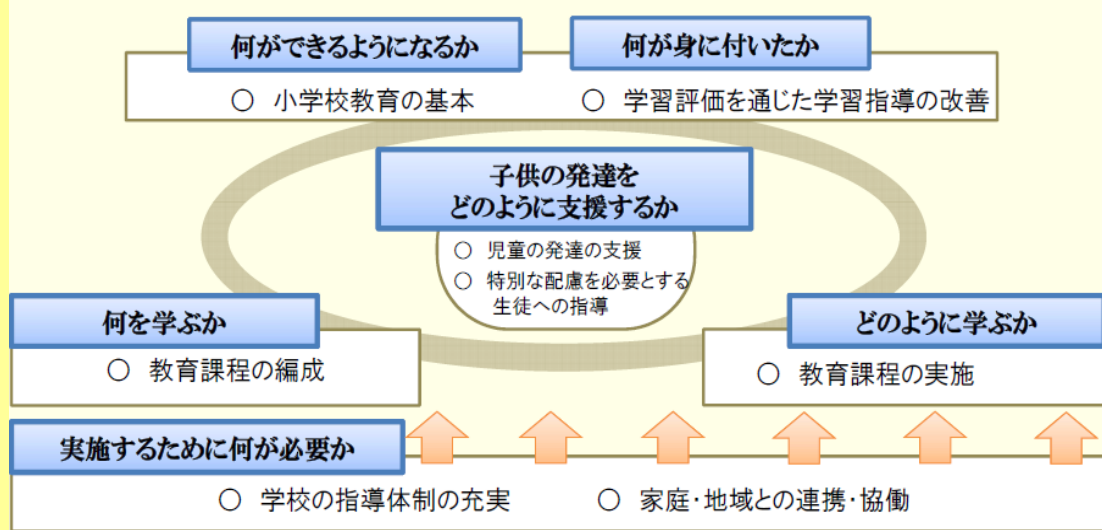 何ができるようになるか
何が身に付いたか
○ 小学校教育の基本
○ 学習評価を通じた学習指導の改善
子供の発達を
どのように支援するか
○ 児童の発達の支援
○ 特別な配慮を必要とする
生徒への指導
何を学ぶか
○ 教育課程の編成
どのように学ぶか
○ 教育課程の実施
実施するために何が必要か
○ 学校の指導体制の充実
○ 家庭・地域との連携・協働